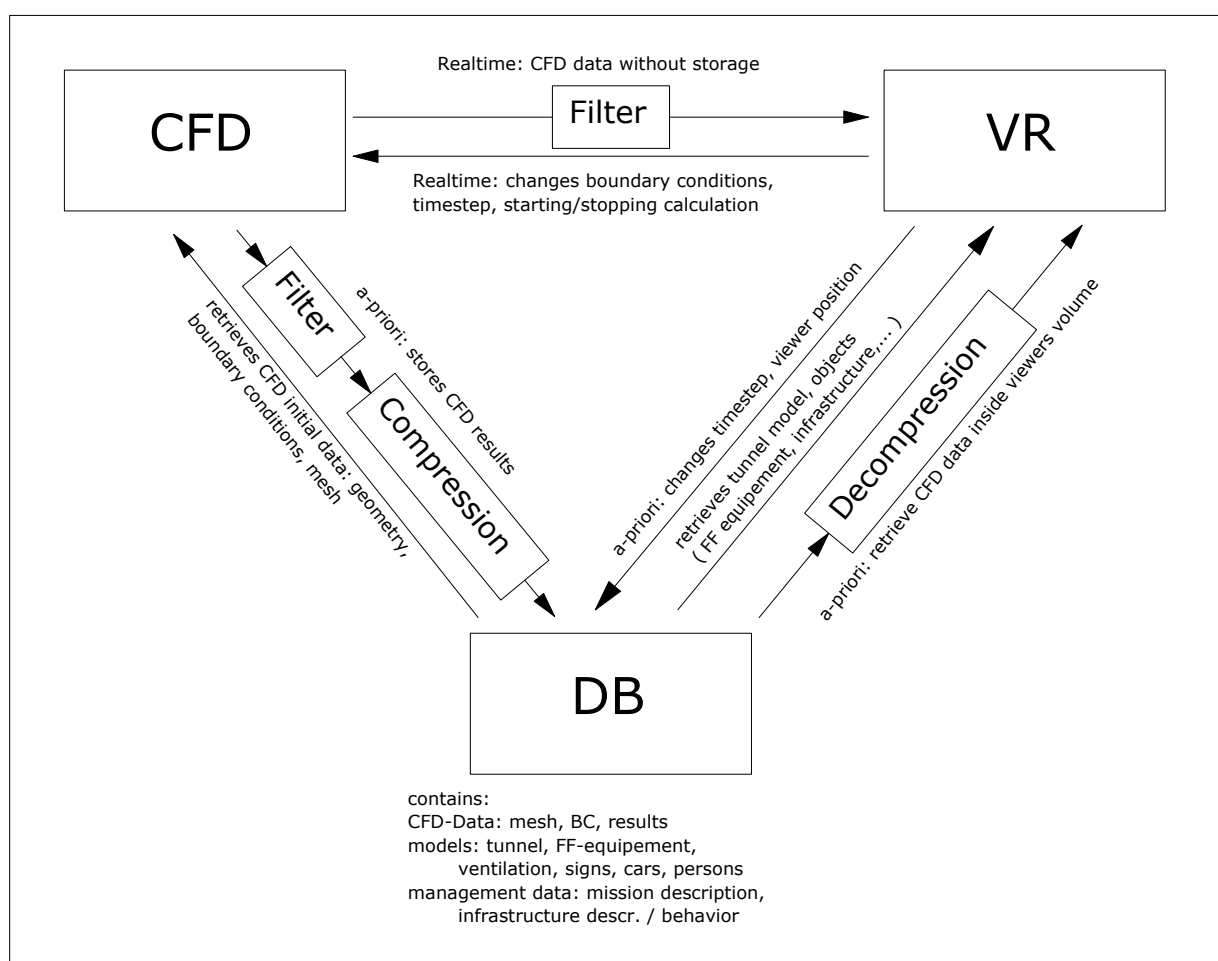 Realtime: CFD data without storage
CFD
Filter
VR
Realtime: changes boundary conditions,
timestep, starting/stopping calculation
retrieves CFD initial data: geometry,
boundary conditions, mesh
Filter
Compression
a-priori: stores CFD results
a-priori: changes timestep, viewer position
retrieves tunnel model, objects
( FF equipement, infrastructure,... )
Decompression
a-priori: retrieve CFD data inside viewers volume
DB
contains:
CFD-Data: mesh, BC, results
models: tunnel, FF-equipement,
ventilation, signs, cars, persons
management data: mission description,
infrastructure descr. / behavior